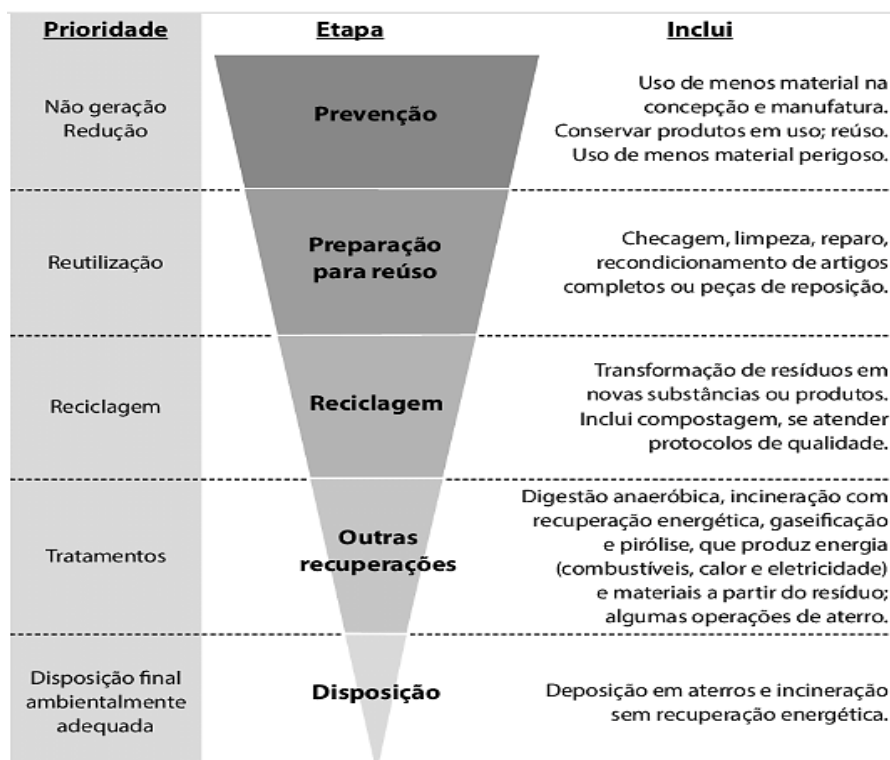 Prioridade
Etapa
Inclui
Não geração
Redução
Prevenção
Uso de menos material na
concepção e manufatura.
Conservar produtos em uso; reúso.
Uso de menos material perigoso.
Reutilização
Preparação
para reúso
Checagem, limpeza, reparo,
recondicionamento de artigos
completos ou peças de reposição.
Reciclagem
Reciclagem
Transformação de resíduos em
novas substâncias ou produtos.
Inclui compostagem, se atender
protocolos de qualidade.
Tratamentos
Outras
recuperações
Digestão anaeróbica, incineração com
recuperação energética, gaseificação
e pirólise, que produz energia
(combustíveis, calor e eletricidade)
e materiais a partir do resíduo;
algumas operações de aterro.
Disposição final
ambientalmente
adequada
Disposição
Deposição em aterros e incineração
sem recuperação energética.